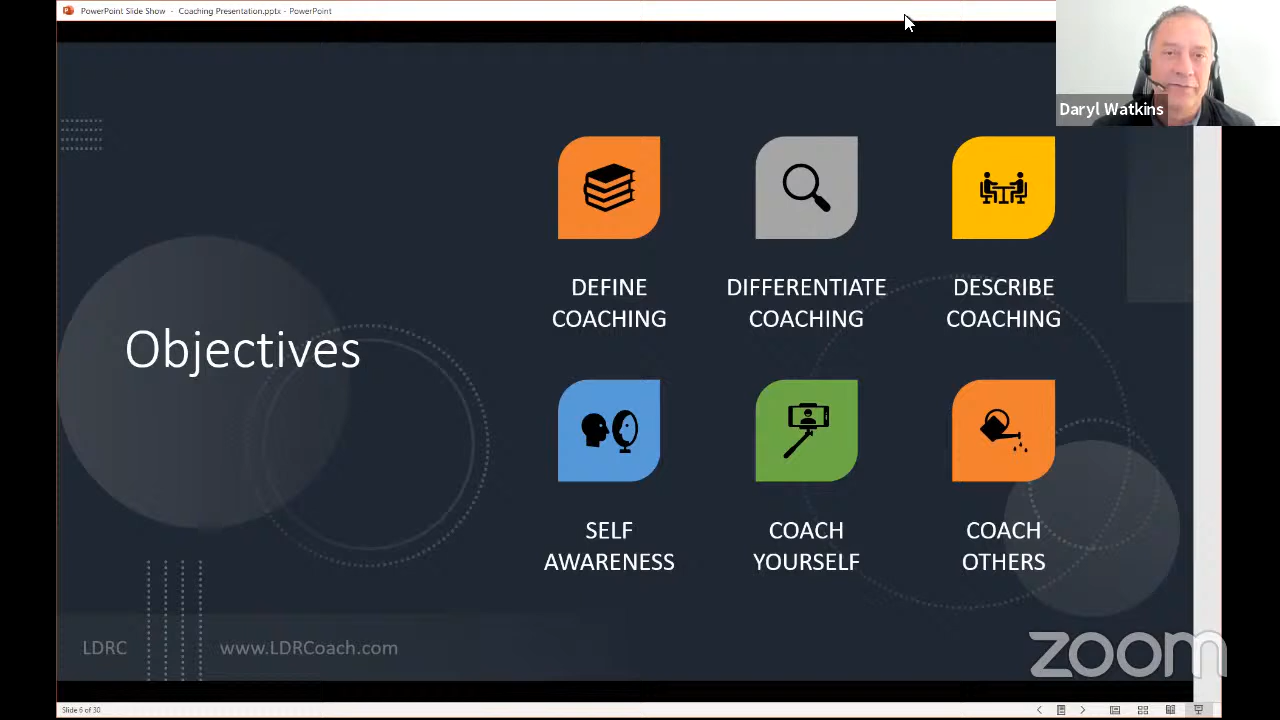 PowerPoint Slide Show - Coaching Presentation.pptx - PowerPoint
Daryl Watkins
Objectives
DEFINE
COACHING
DIFFERENTIATE
COACHING
DESCRIBE
COACHING
SELF
AWARENESS
COACH
YOURSELF
COACH
OTHERS
LDRC
www.LDRCoach.com
zoom
Slide 6 of 30